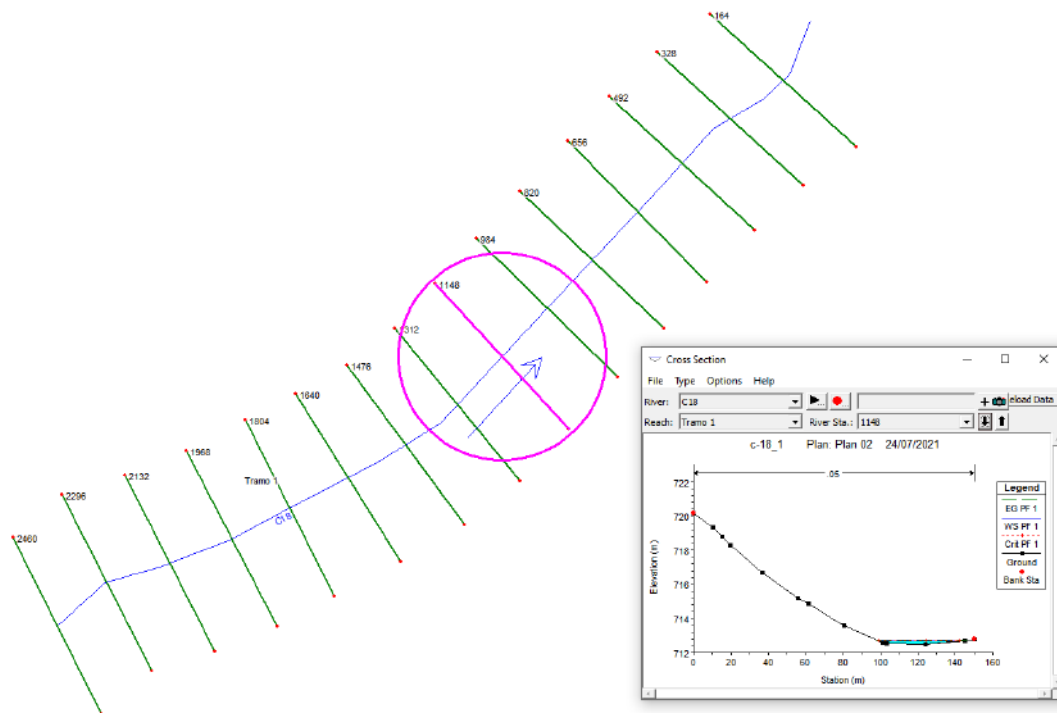 164
328
492
656
820
984
1148
1312
1476
1640
1804
1968
Tramo 1
C18
2132
2296
2460
Cross Section
File Type Options Help
River: C18 eload Data
Reach: Tramo 1 River Sta.: 1148
c-18_1 Plan: Plan 02 24/07/2021
.05
Legend
EG PF 1
WS PF 1
Crit PF 1
Ground
Bank Sta
Elevation (m)
722
720
718
716
714
712
0 20 40 60 80 100 120 140 160
Station (m)